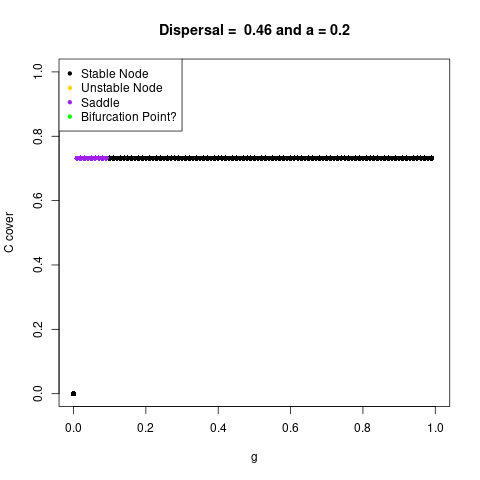 Dispersal =  0.46 and a = 0.2
Stable Node
Unstable Node
Saddle
Bifurcation Point?
C cover
1.0
0.8
0.6
0.4
0.2
0.0
0.0 0.2 0.4 0.6 0.8 1.0
g